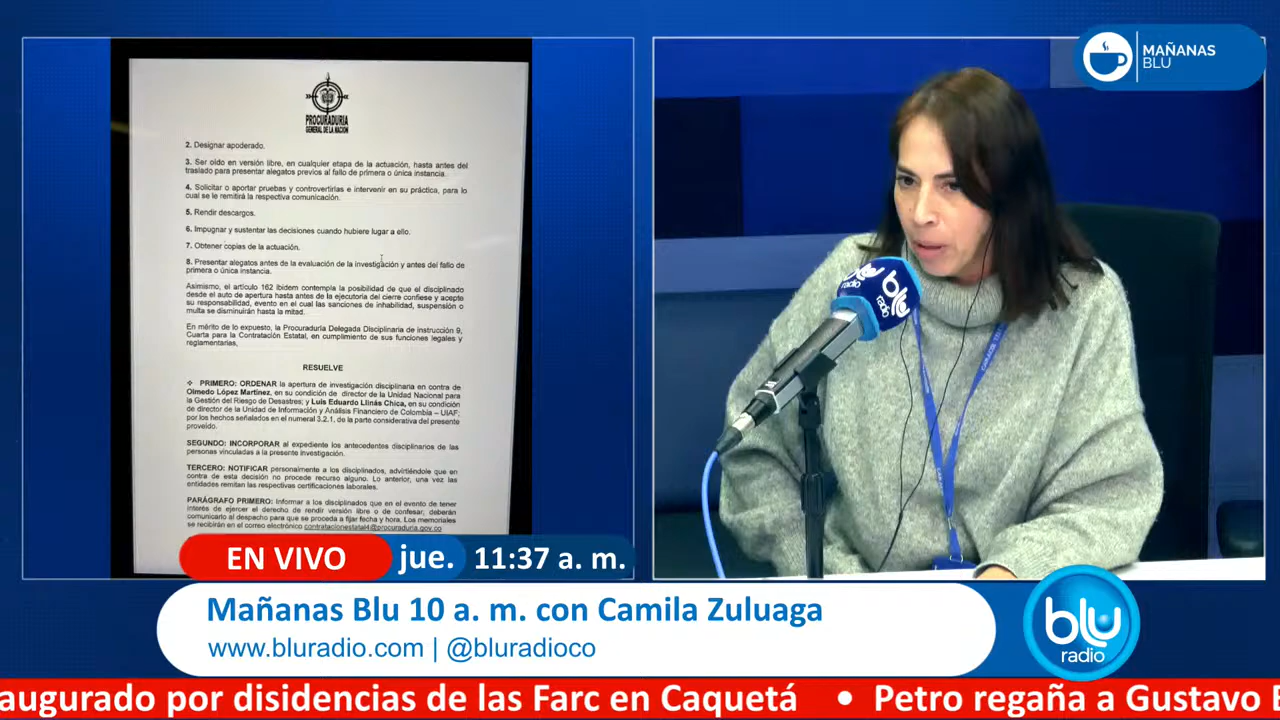 PROCURADURIA
GENERAL DE LA NACION
2. Designar apoderado.
3. Ser oído en versión libre, en cualquier etapa de la actuación, hasta antes del
traslado para presentar alegatos previos al fallo de primera o única instancia.
4. Solicitar o aportar pruebas y controvertirlas e intervenir en su práctica, para lo
cual se le remitirá la respectiva comunicación.
5. Rendir descargos.
6. Impugnar y sustentar las decisiones cuando hubiere lugar a ello.
7. Obtener copias de la actuación.
8. Presentar alegatos antes de la evaluación de la investigación y antes del fallo de
primera o única instancia.
Asimismo, el artículo 162 ibidem contempla la posibilidad de que el disciplinado
desde el auto de apertura hasta antes de la ejecutoria del cierre confiese y acepte
su responsabilidad, evento en el cual las sanciones de inhabilidad, suspensión o
multa se disminuirán hasta la mitad.
En mérito de lo expuesto, la Procuraduría Delegada Disciplinaria de instrucción 9,
Cuarta para la Contratación Estatal, en cumplimiento de sus funciones legales y
reglamentarias,
RESUELVE
PRIMERO: ORDENAR la apertura de investigación disciplinaria en contra de
Olmedo López Martínez, en su condición de director de la Unidad Nacional para
la Gestión del Riesgo de Desastres; y Luis Eduardo Llinás Chica, en su condición
de director de la Unidad de Información y Análisis Financiero de Colombia – UIAF;
por los hechos señalados en el numeral 3.2.1, de la parte considerativa del presente
proveído.
SEGUNDO: INCORPORAR al expediente los antecedentes disciplinarios de las
personas vinculadas a la presente investigación.
TERCERO: NOTIFICAR personalmente a los disciplinados, advirtiéndole que en
contra de esta decisión no procede recurso alguno. Lo anterior, una vez las
entidades remitan las respectivas certificaciones laborales.
PARÁGRAFO PRIMERO: Informar a los disciplinados que en el evento de tener
interés de ejercer el derecho de rendir versión libre o de confesar, deberán
comunicarlo al despacho para que se proceda a fijar fecha y hora. Los memoriales
se recibirán en el correo electrónico contratacionestatal4@procuraduria.gov.co
MAÑANAS
BLU
blu
radio
blu
radio
EN VIVO jue. 11:37 a. m.
Mañanas Blu 10 a. m. con Camila Zuluaga
www.bluradio.com | @bluradioco
blu
radio
augurado por disidencias de las Farc en Caquetá • Petro regaña a Gustavo